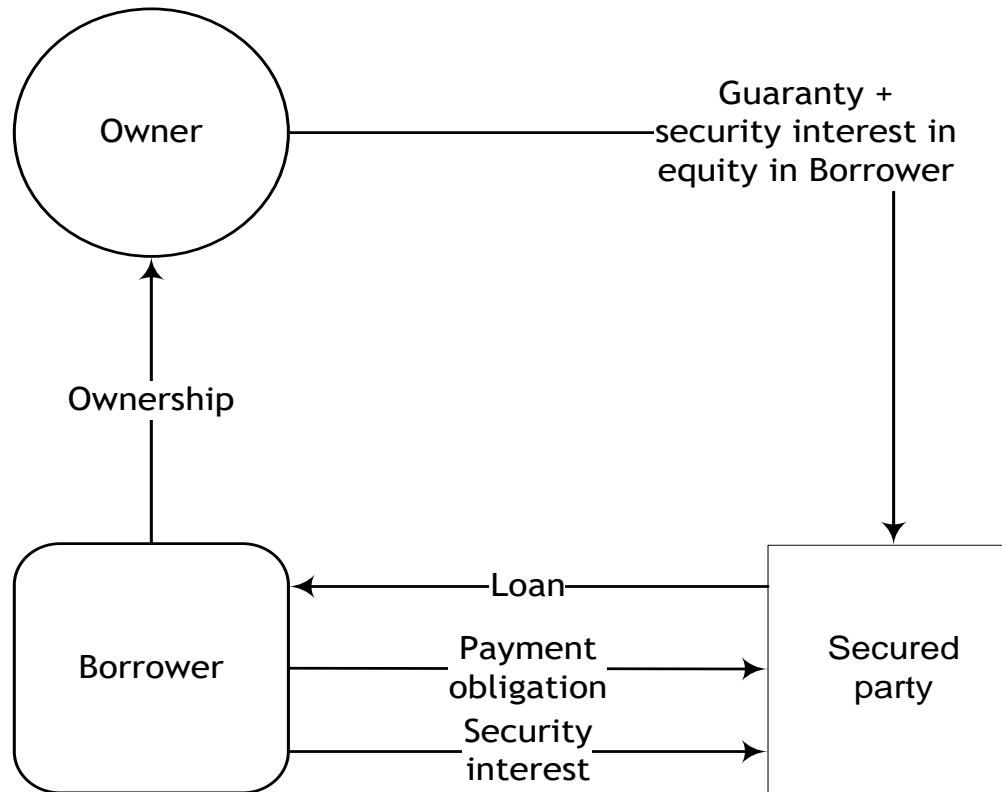 Owner
Guaranty +
security interest in
equity in Borrower
Ownership
Loan
Borrower
Payment
obligation
Secured
party
Security
interest